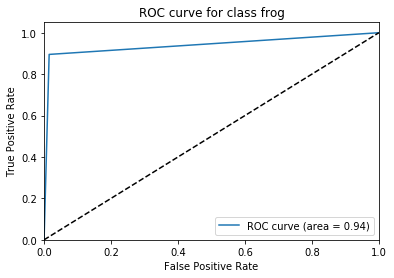 ROC curve for class frog
True Positive Rate
1.0
0.8
0.6
0.4
0.2
0.0
ROC curve (area = 0.94)
0.0 0.2 0.4 0.6 0.8 1.0
False Positive Rate